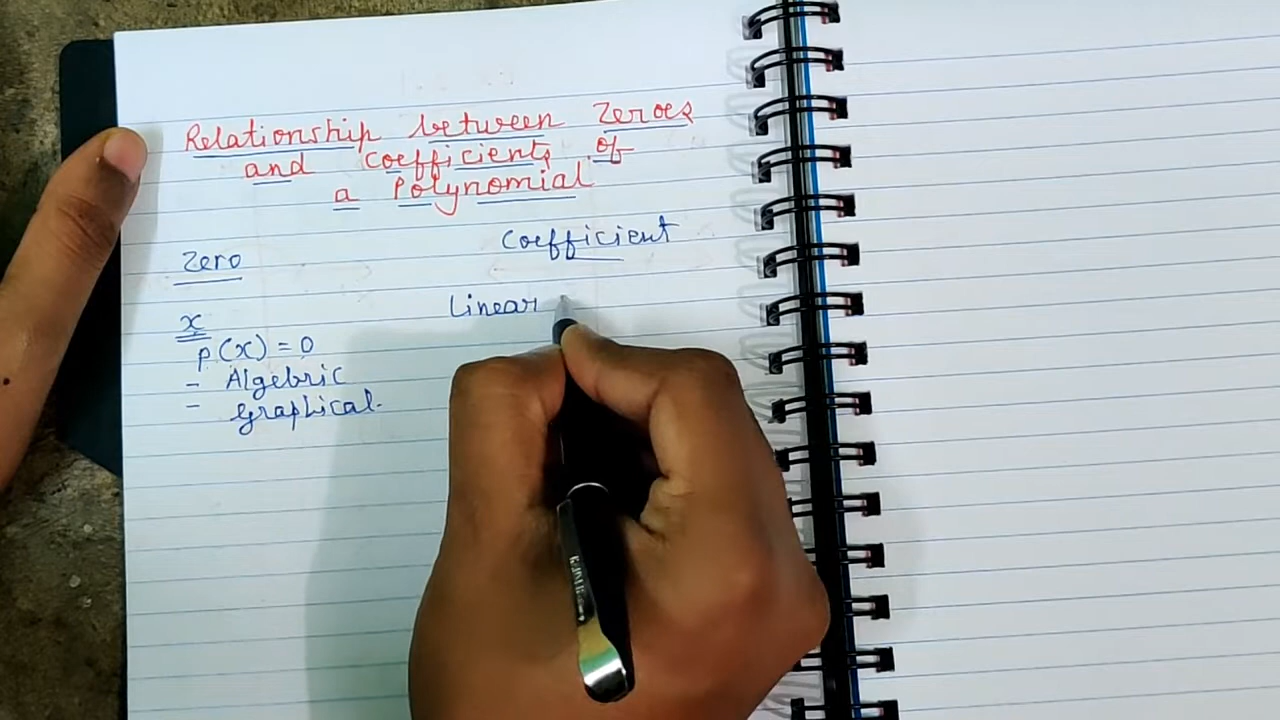 Relationship between Zeroes
and Coefficients of
a Polynomial
Zero
Coefficient
x
Linear
P(x) = 0
- Algebric
- Graphical.